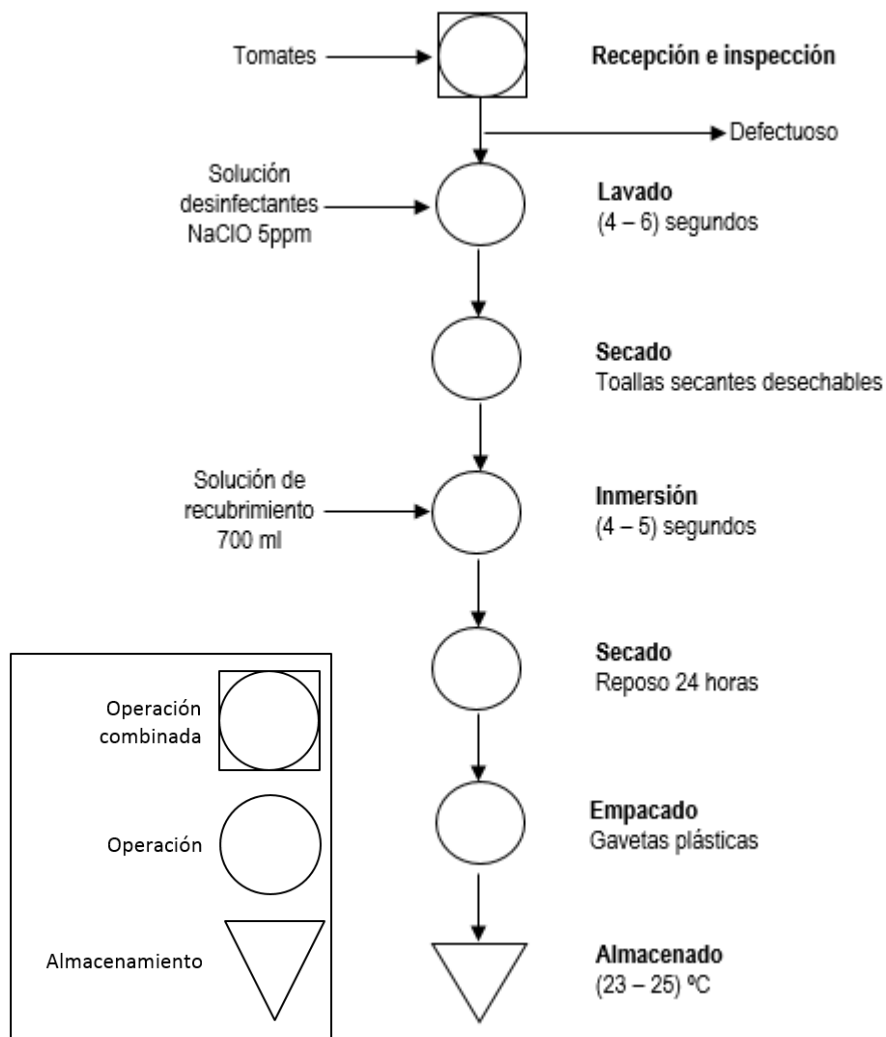 Tomates
Recepción e inspección
Defectuoso
Solución
desinfectantes
NaClO 5ppm
Lavado
(4 – 6) segundos
Secado
Toallas secantes desechables
Solución de
recubrimiento
700 ml
Inmersión
(4 – 5) segundos
Secado
Reposo 24 horas
Empacado
Gavetas plásticas
Almacenado
(23 – 25) ºC
Operación
combinada
Operación
Almacenamiento